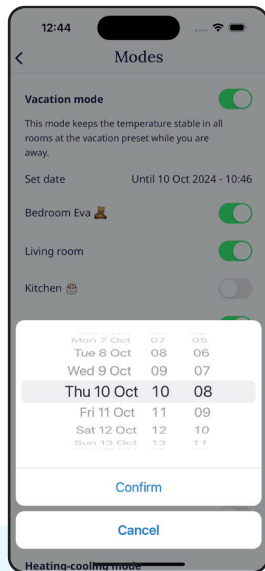 12:44
Modes
Vacation mode
This mode keeps the temperature stable in all
rooms at the vacation preset while you are
away.
Set date Until 10 Oct 2024 - 10:46
Bedroom Eva 🧸
Living room
Kitchen 🎂
Mon 7 Oct 07 05
Tue 8 Oct 08 06
Wed 9 Oct 09 07
Thu 10 Oct 10 08
Fri 11 Oct 11 09
Sat 12 Oct 12 10
Sun 13 Oct 13 11
Confirm
Cancel
Heating-cooling mode